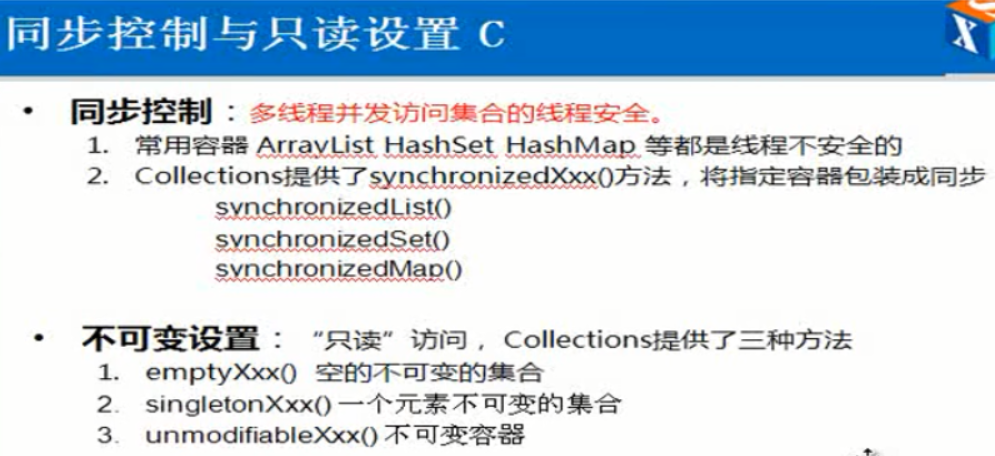 同步控制与只读设置 C
X
• 同步控制：多线程并发访问集合的线程安全。
1. 常用容器 ArrayList HashSet HashMap 等都是线程不安全的
2. Collections提供了synchronizedXxx()方法，将指定容器包装成同步
synchronizedList()
synchronizedSet()
synchronizedMap()
• 不可变设置：“只读”访问，Collections提供了三种方法
1. emptyXxx() 空的不可变的集合
2. singletonXxx() 一个元素不可变的集合
3. unmodifiableXxx() 不可变容器